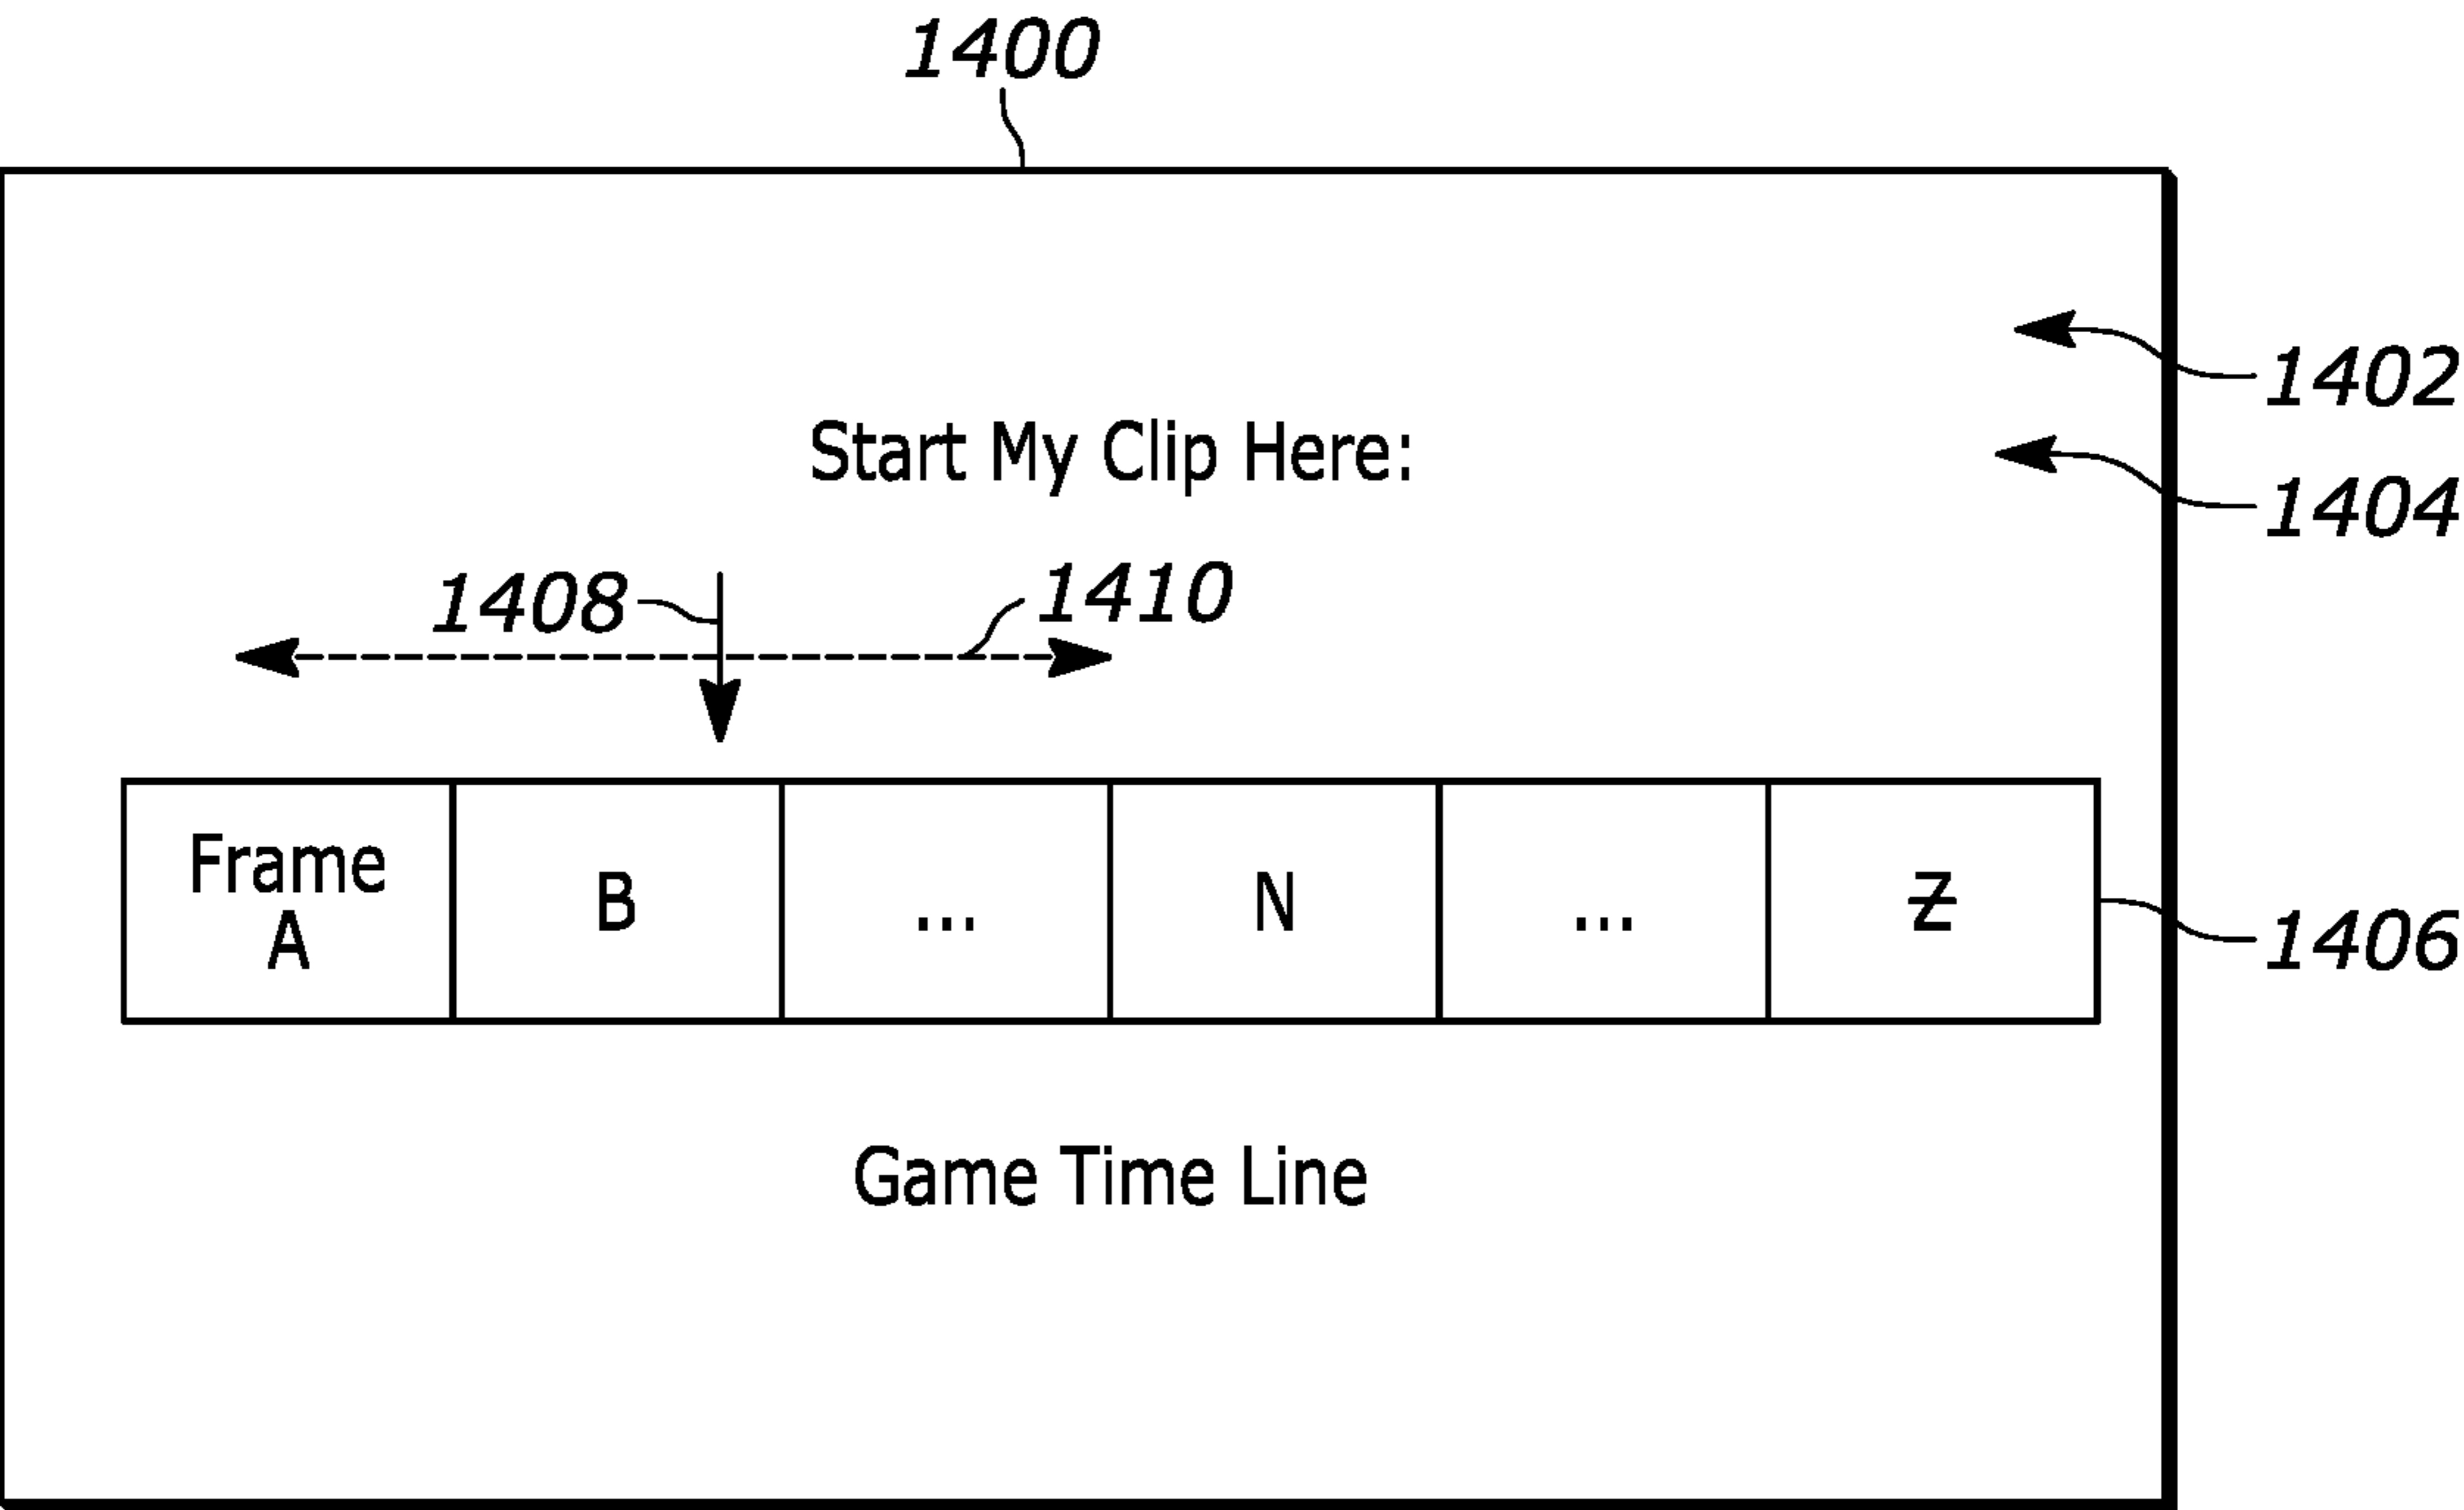 1400
1402
Start My Clip Here:
1404
1408
1410
Frame
A
B
...
N
...
Ƶ
1406
Game Time Line